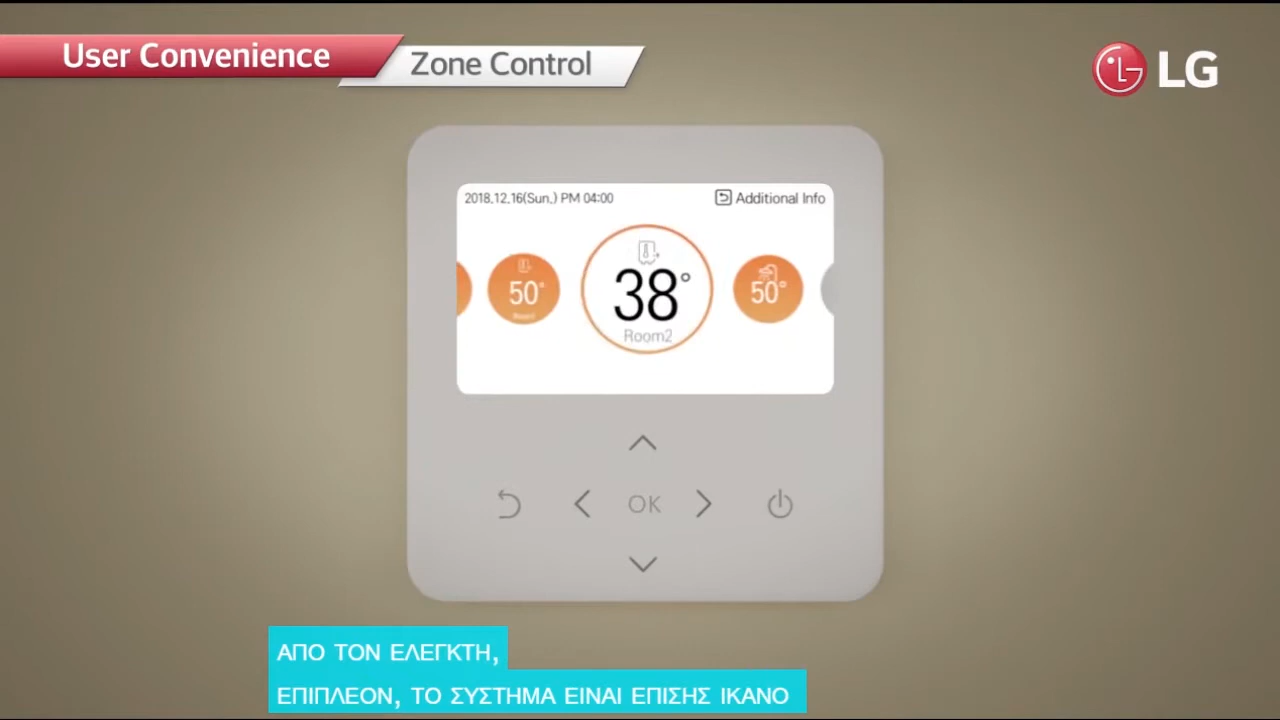 User Convenience
Zone Control
LG
2018.12.16(Sun.) PM 04:00
Additional Info
50°
38°
Room2
50°
OK
ΑΠΟ ΤΟΝ ΕΛΕΓΚΤΗ,
ΕΠΙΠΛΕΟΝ, ΤΟ ΣΥΣΤΗΜΑ ΕΙΝΑΙ ΕΠΙΣΗΣ ΙΚΑΝΟ